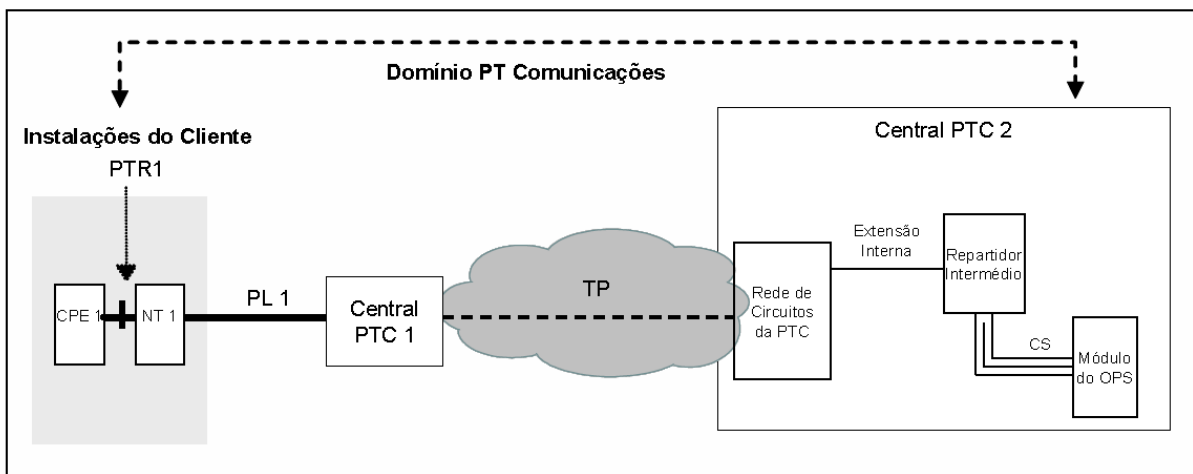 Domínio PT Comunicações
Instalações do Cliente
PTR1
CPE 1
NT 1
PL 1
Central
PTC 1
TP
Central PTC 2
Rede de
Circuitos
da PTC
Extensão
Interna
Repartidor
Intermédio
CS
Módulo
do OPS